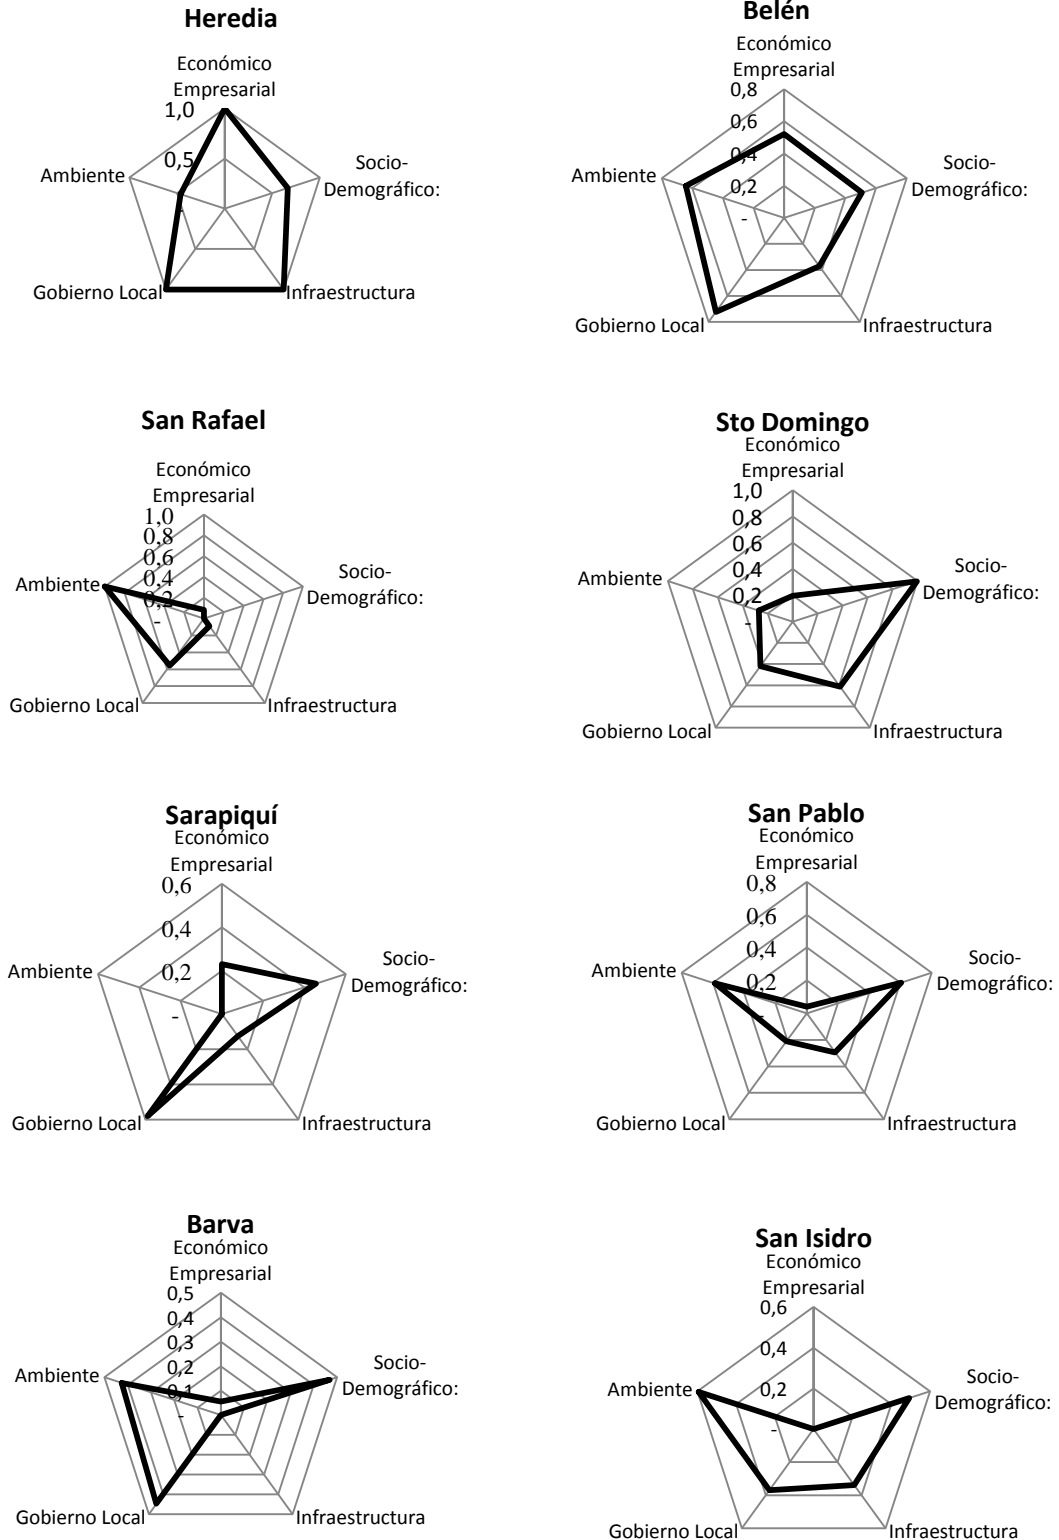 Heredia
Económico
Empresarial
1,0
0,5
-
Socio-
Demográfico:
Infraestructura
Gobierno Local
Ambiente
Belén
Económico
Empresarial
0,8
0,6
0,4
0,2
-
Socio-
Demográfico:
Infraestructura
Gobierno Local
Ambiente
San Rafael
Económico
Empresarial
1,0
0,8
0,6
0,4
0,2
-
Socio-
Demográfico:
Infraestructura
Gobierno Local
Ambiente
Sto Domingo
Económico
Empresarial
1,0
0,8
0,6
0,4
0,2
-
Socio-
Demográfico:
Infraestructura
Gobierno Local
Ambiente
Sarapiquí
Económico
Empresarial
0,6
0,4
0,2
-
Socio-
Demográfico:
Infraestructura
Gobierno Local
Ambiente
San Pablo
Económico
Empresarial
0,8
0,6
0,4
0,2
-
Socio-
Demográfico:
Infraestructura
Gobierno Local
Ambiente
Barva
Económico
Empresarial
0,5
0,4
0,3
0,2
0,1
-
Socio-
Demográfico:
Infraestructura
Gobierno Local
Ambiente
San Isidro
Económico
Empresarial
0,6
0,4
0,2
-
Socio-
Demográfico:
Infraestructura
Gobierno Local
Ambiente